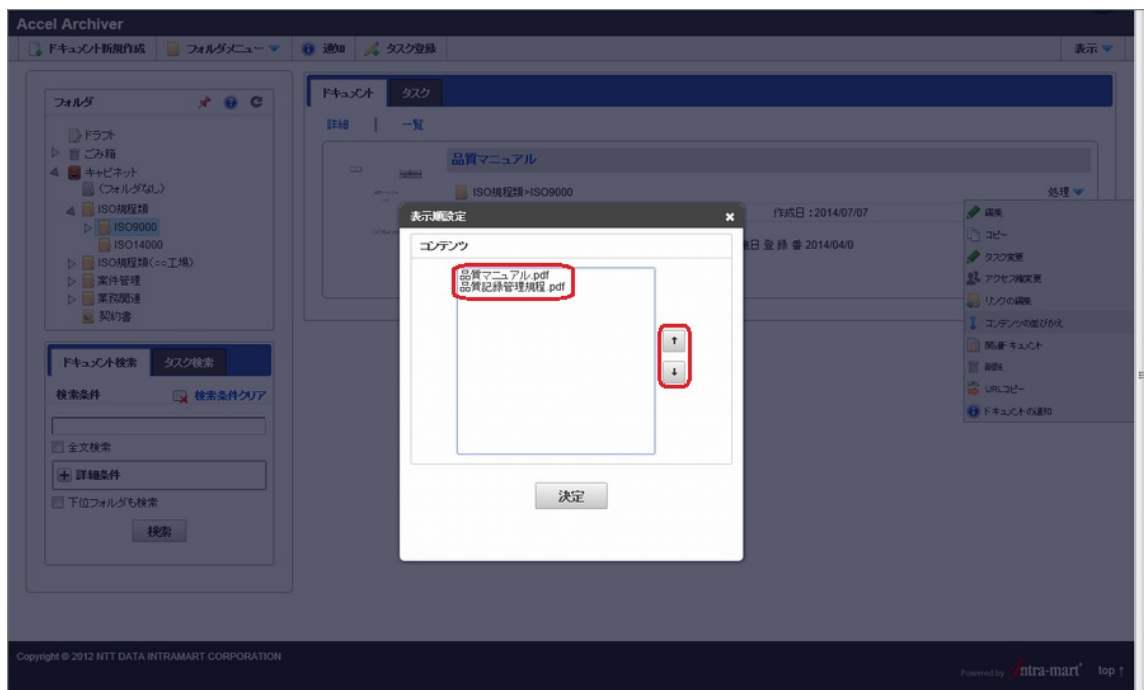 Accel Archiver
ドキュメント新規作成 フォルダメニュー 通知 タスク登録 表示
フォルダ
ドラフト
ごみ箱
キャビネット
(フォルダなし)
ISO規程類
ISO9000
ISO14000
ISO規程類(○○工場)
案件管理
業務関連
契約書
ドキュメント検索 タスク検索
検索条件 検索条件クリア
全文検索
詳細条件
下位フォルダも検索
検索
ドキュメント タスク
詳細 | 一覧
品質マニュアル
ISO規程類>ISO9000 処理
作成日:2014/07/07
日 登 録 番 2014/04/0
表示順設定 ×
コンテンツ
品質マニュアル.pdf
品質記録管理規程.pdf
↑
↓
決定
編集
コピー
タスク変更
アクセス権変更
リンクの編集
コンテンツの並びかえ
関連ドキュメント
削除
URLコピー
ドキュメントの通知
Copyright © 2012 NTT DATA INTRAMART CORPORATION
Powered by intra-mart top ↑